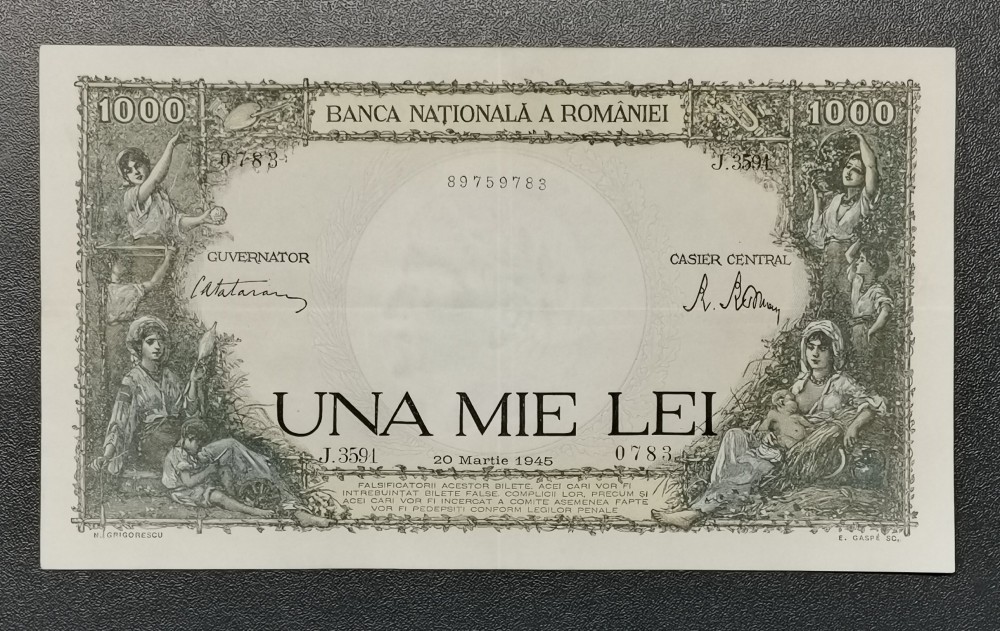 1000 BANCA NAȚIONALĂ A ROMÂNIEI 1000
0783 J.3591
89759783
GUVERNATOR CASIER CENTRAL
UNA MIE LEI
J.3591 20 Martie 1945 0783
FALSIFICATORII ACESTOR BILETE, ACEI CARI VOR FI
INTREBUINȚAT BILETE FALSE, COMPLICII LOR, PRECUM ȘI
ACEI CARI VOR FI INCERCAT A COMITE ASEMENEA FAPTE
VOR FI PEDEPSIȚI CONFORM LEGILOR PENALE
N. GRIGORESCU E. GASPÉ SC.